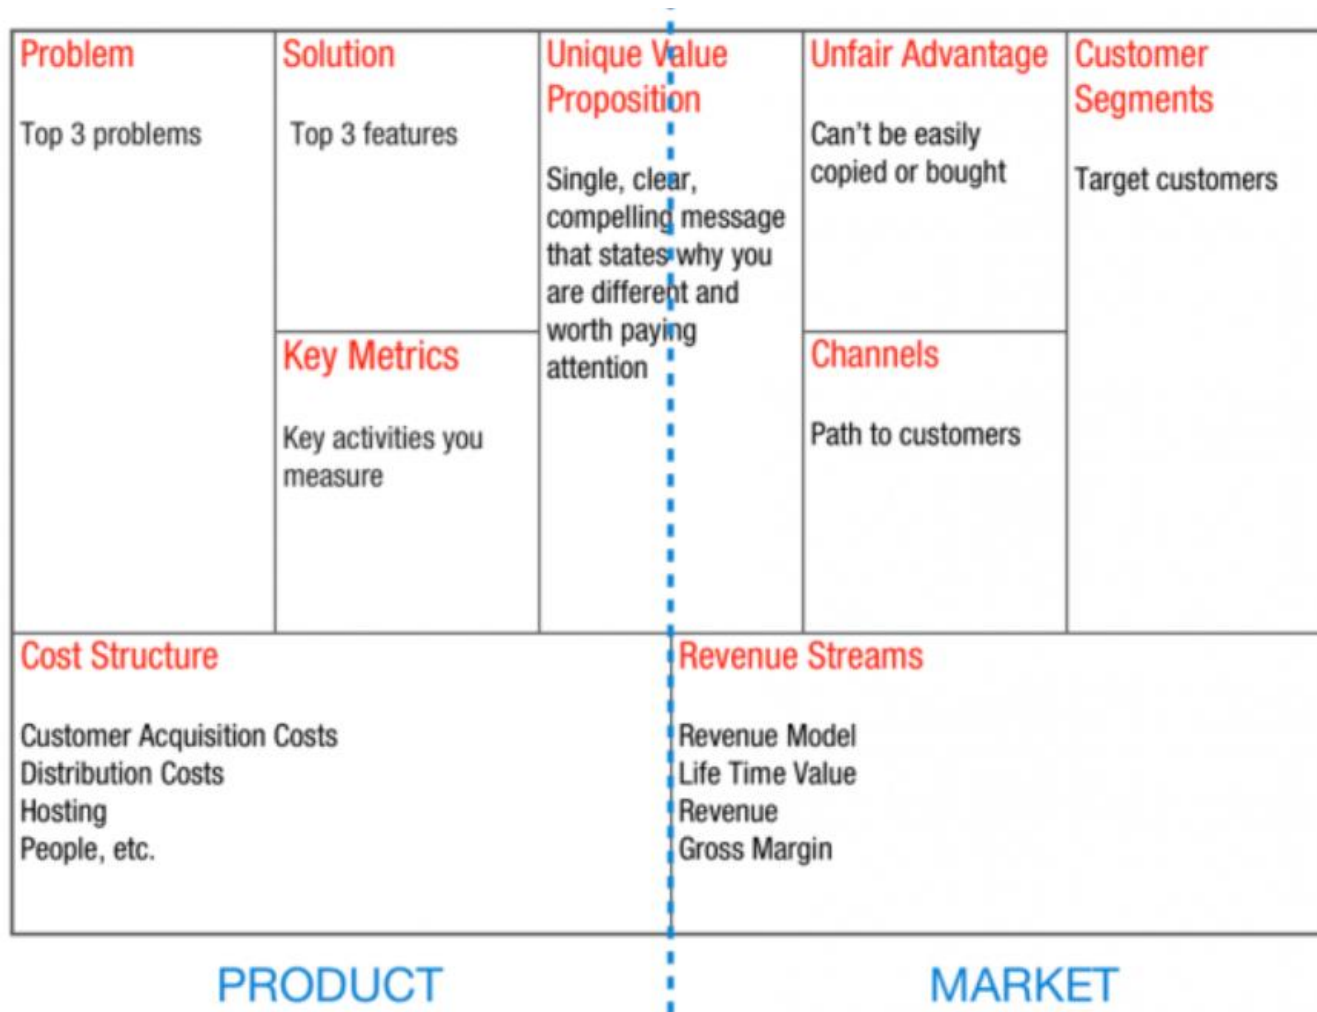 Problem
Top 3 problems
Solution
Top 3 features
Key Metrics
Key activities you
measure
Unique Value
Proposition
Single, clear,
compelling message
that states why you
are different and
worth paying
attention
Unfair Advantage
Can't be easily
copied or bought
Channels
Path to customers
Customer
Segments
Target customers
Cost Structure
Customer Acquisition Costs
Distribution Costs
Hosting
People, etc.
Revenue Streams
Revenue Model
Life Time Value
Revenue
Gross Margin
PRODUCT
MARKET